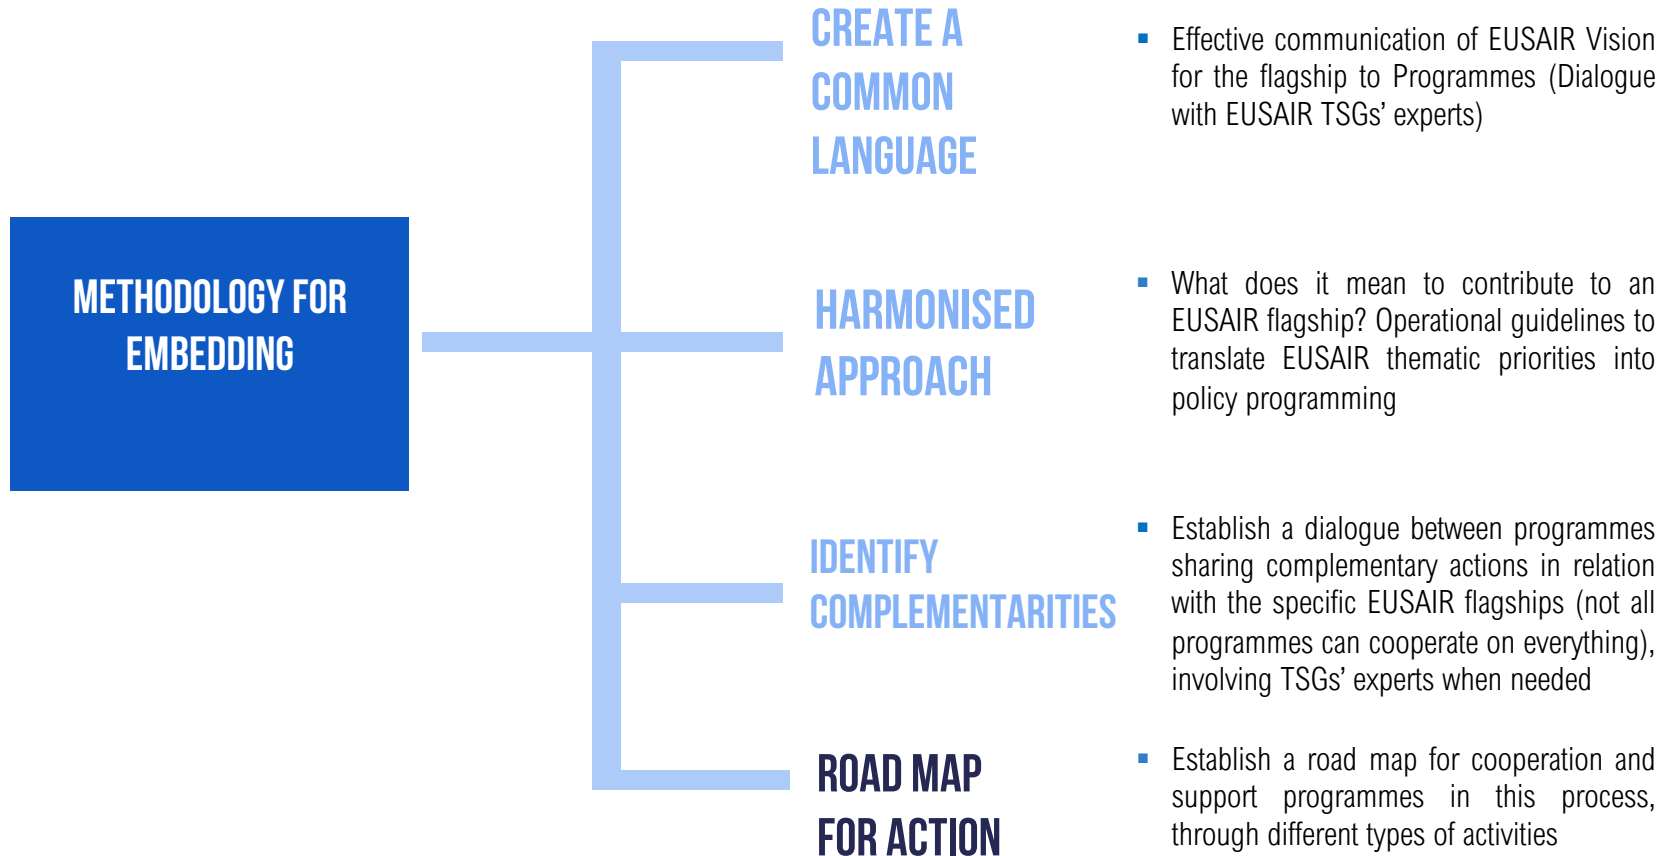 METHODOLOGY FOR
EMBEDDING
CREATE A
COMMON
LANGUAGE
▪ Effective communication of EUSAIR Vision
for the flagship to Programmes (Dialogue
with EUSAIR TSGs’ experts)
HARMONISED
APPROACH
▪ What does it mean to contribute to an
EUSAIR flagship? Operational guidelines to
translate EUSAIR thematic priorities into
policy programming
IDENTIFY
COMPLEMENTARITIES
▪ Establish a dialogue between programmes
sharing complementary actions in relation
with the specific EUSAIR flagships (not all
programmes can cooperate on everything),
involving TSGs’ experts when needed
ROAD MAP
FOR ACTION
▪ Establish a road map for cooperation and
support programmes in this process,
through different types of activities